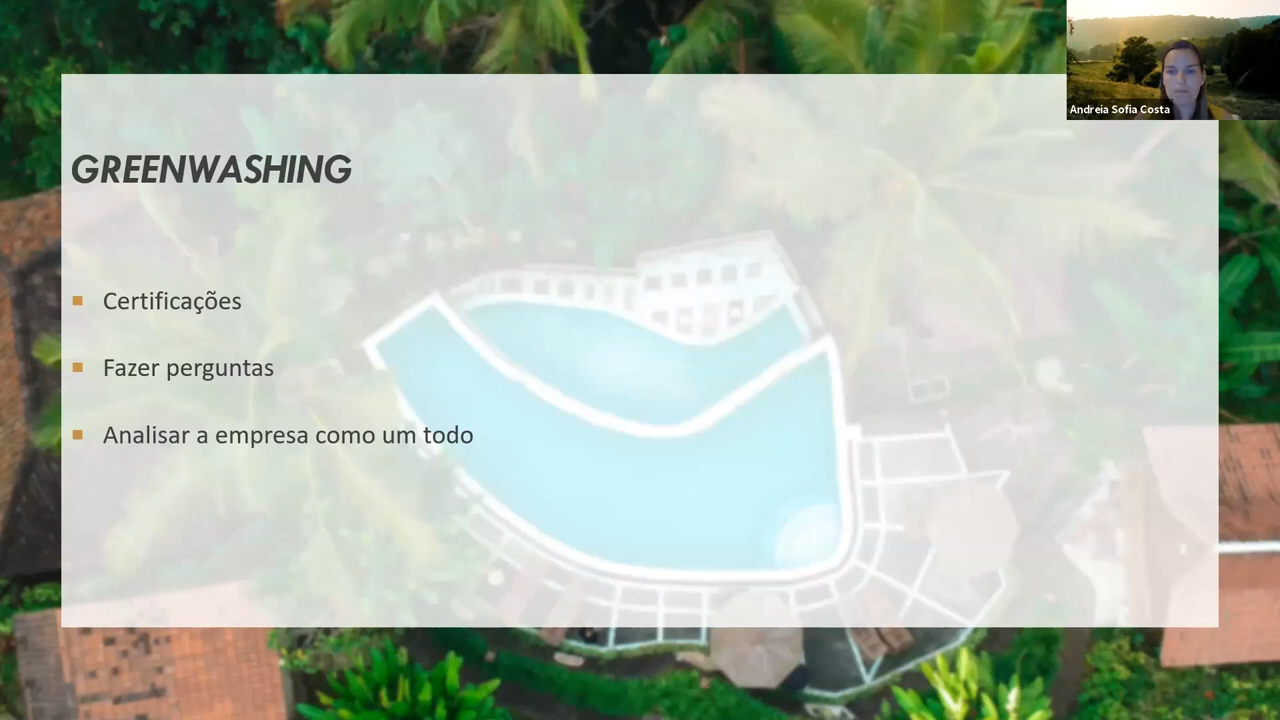 Andreia Sofia Costa
GREENWASHING
Certificações
Fazer perguntas
Analisar a empresa como um todo